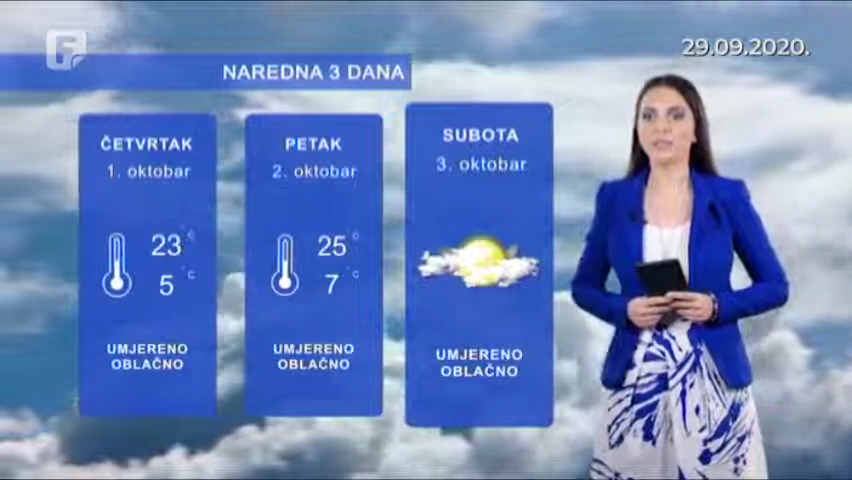 F
29.09.2020.
NAREDNA 3 DANA
ČETVRTAK
1. oktobar
23 °C
5 °C
UMJERENO
OBLAČNO
PETAK
2. oktobar
25 °C
7 °C
UMJERENO
OBLAČNO
SUBOTA
3. oktobar
UMJERENO
OBLAČNO